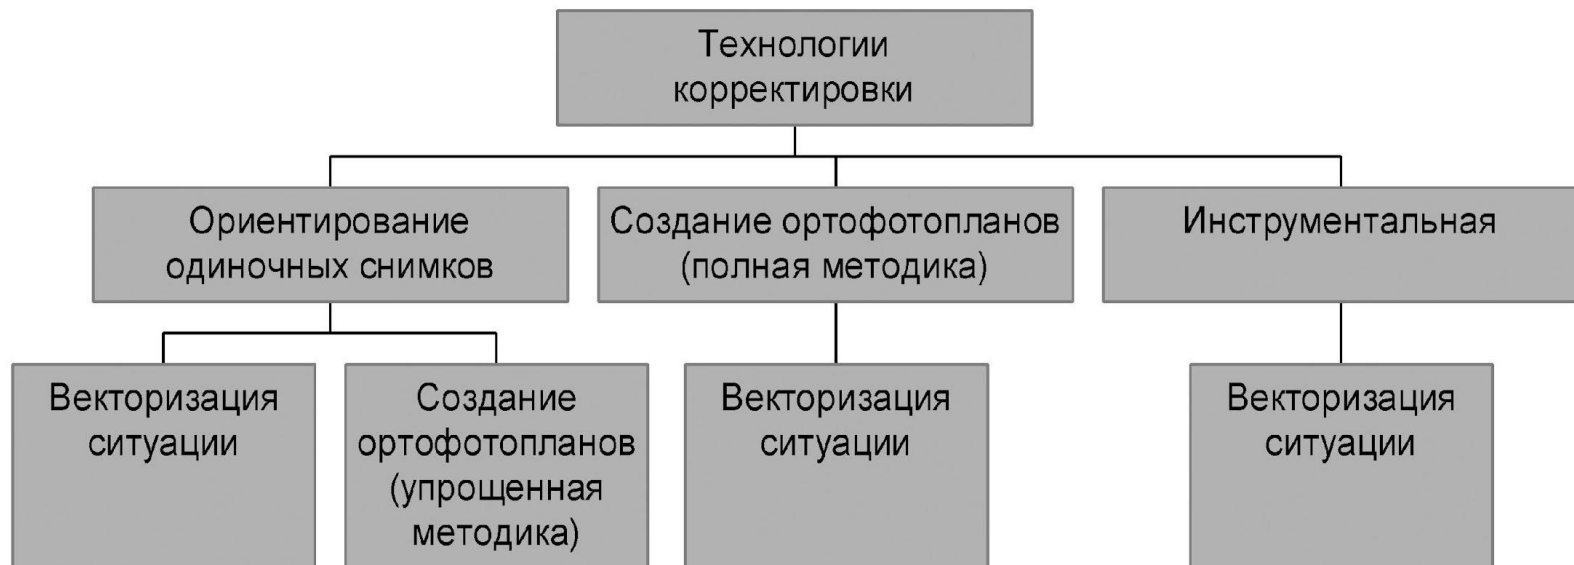 Технологии
корректировки
Ориентирование
одиночных снимков
Создание ортофотопланов
(полная методика)
Инструментальная
Векторизация
ситуации
Создание
ортофотопланов
(упрощенная
методика)
Векторизация
ситуации
Векторизация
ситуации